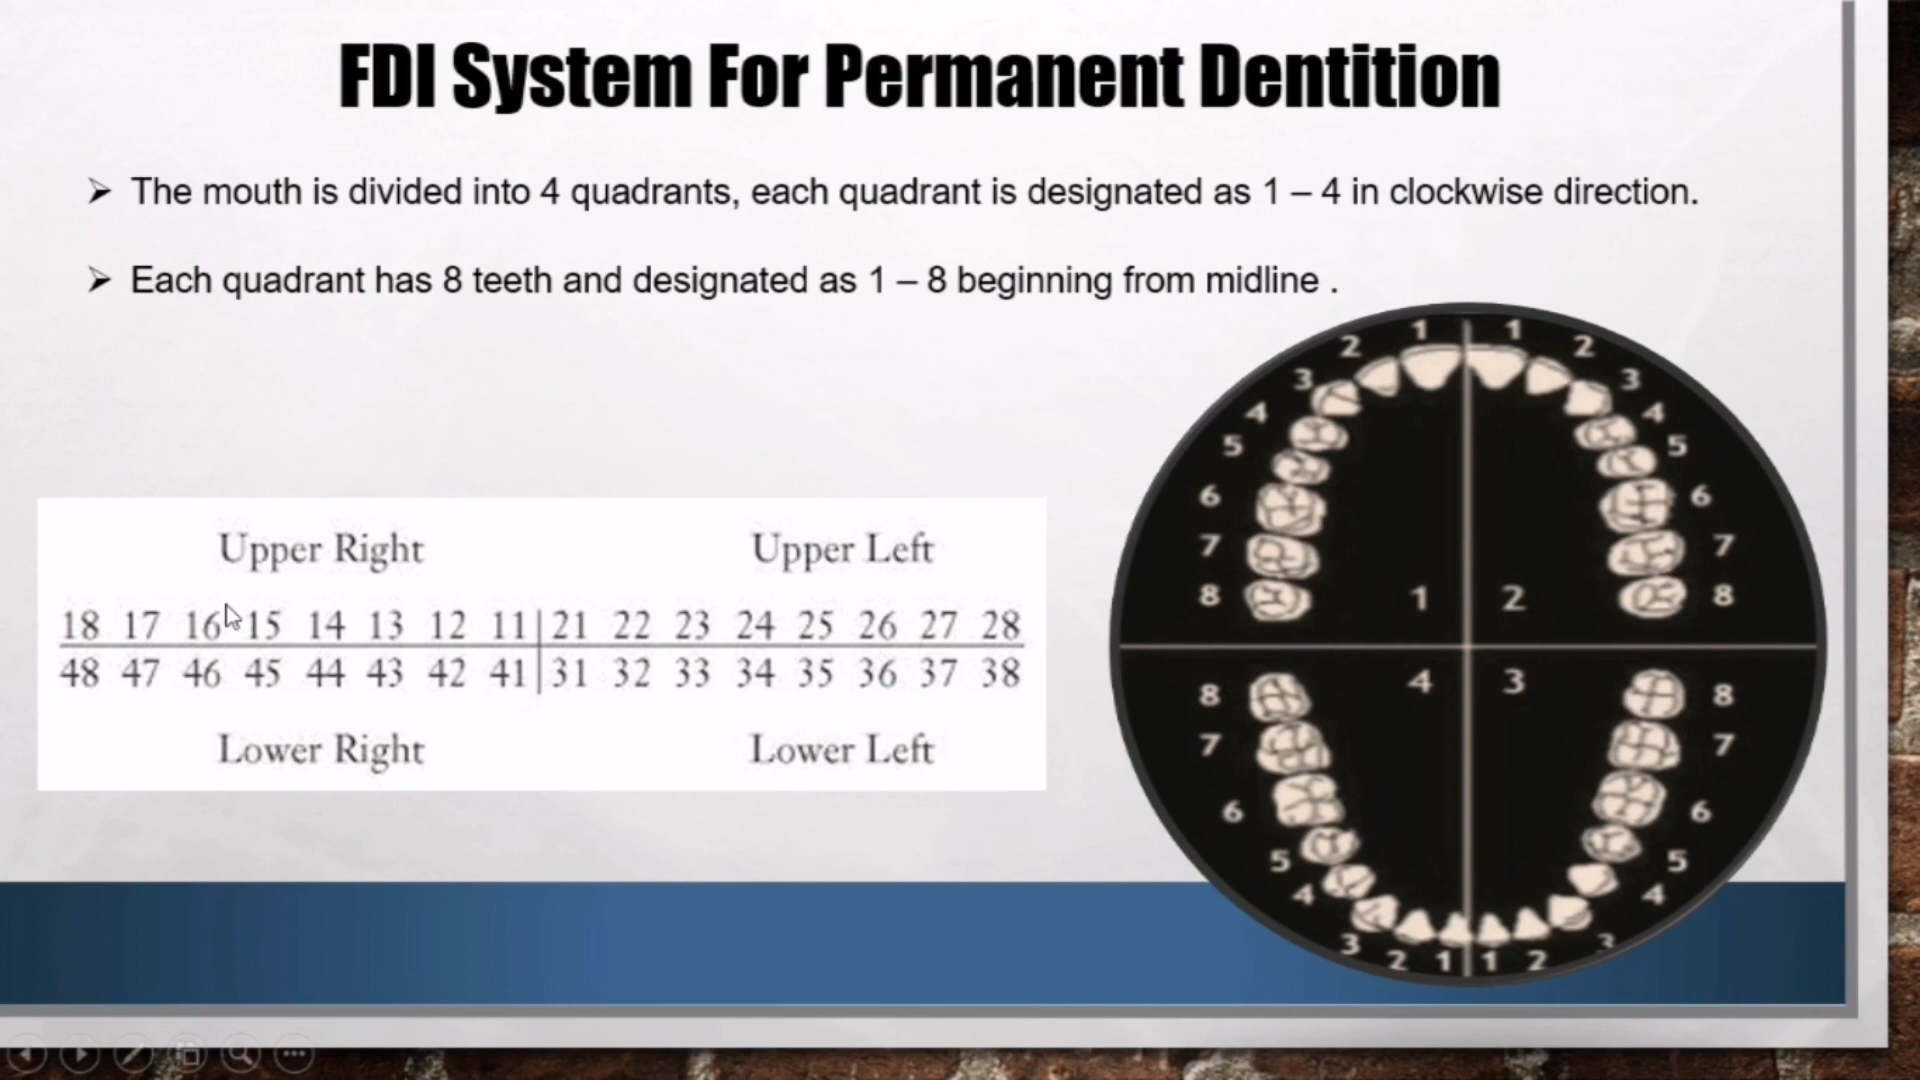 FDI System For Permanent Dentition
➢ The mouth is divided into 4 quadrants, each quadrant is designated as 1 – 4 in clockwise direction.
➢ Each quadrant has 8 teeth and designated as 1 – 8 beginning from midline .
Upper Right Upper Left
18 17 16 15 14 13 12 11 21 22 23 24 25 26 27 28
48 47 46 45 44 43 42 41 31 32 33 34 35 36 37 38
Lower Right Lower Left
2 1 1 2
3 3
4 4
5 5
6 6
7 7
8 1 2 8
8 4 3 8
7 7
6 6
5 5
4 4
3 2 1 1 2 3